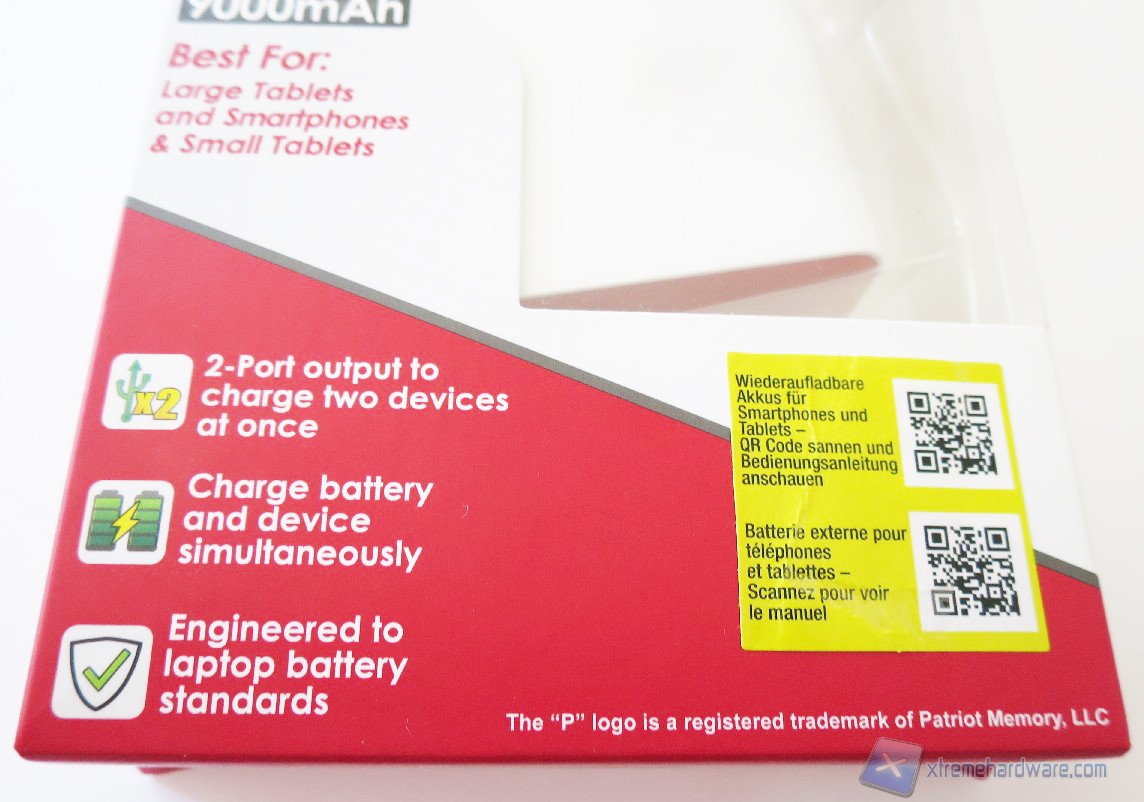 9000mAh
Best For:
Large Tablets
and Smartphones
& Small Tablets
x2
2-Port output to
charge two devices
at once
Charge battery
and device
simultaneously
Engineered to
laptop battery
standards
Wiederaufladbare
Akkus für
Smartphones und
Tablets –
QR Code sannen und
Bedienungsanleitung
anschauen
Batterie externe pour
téléphones
et tablettes –
Scannez pour voir
le manuel
The “P” logo is a registered trademark of Patriot Memory, LLC
xtremehardware.com